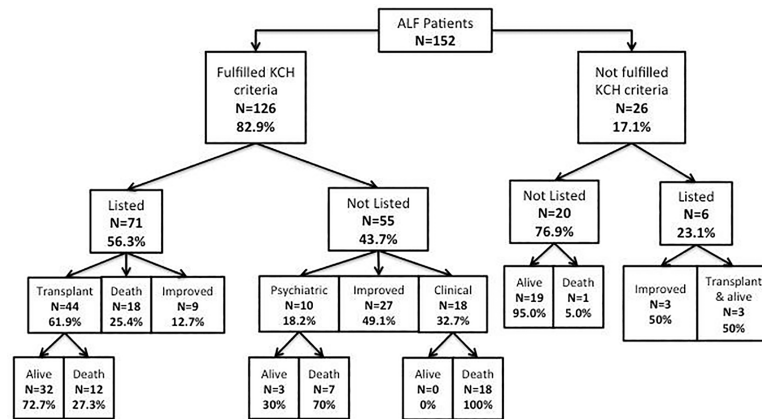 ALF Patients
N=152
Fulfilled KCH
criteria
N=126
82.9%
Not fulfilled
KCH criteria
N=26
17.1%
Listed
N=71
56.3%
Not Listed
N=55
43.7%
Not Listed
N=20
76.9%
Listed
N=6
23.1%
Transplant
N=44
61.9%
Death
N=18
25.4%
Improved
N=9
12.7%
Psychiatric
N=10
18.2%
Improved
N=27
49.1%
Clinical
N=18
32.7%
Alive
N=19
95.0%
Death
N=1
5.0%
Improved
N=3
50%
Transplant
& alive
N=3
50%
Alive
N=32
72.7%
Death
N=12
27.3%
Alive
N=3
30%
Death
N=7
70%
Alive
N=0
0%
Death
N=18
100%